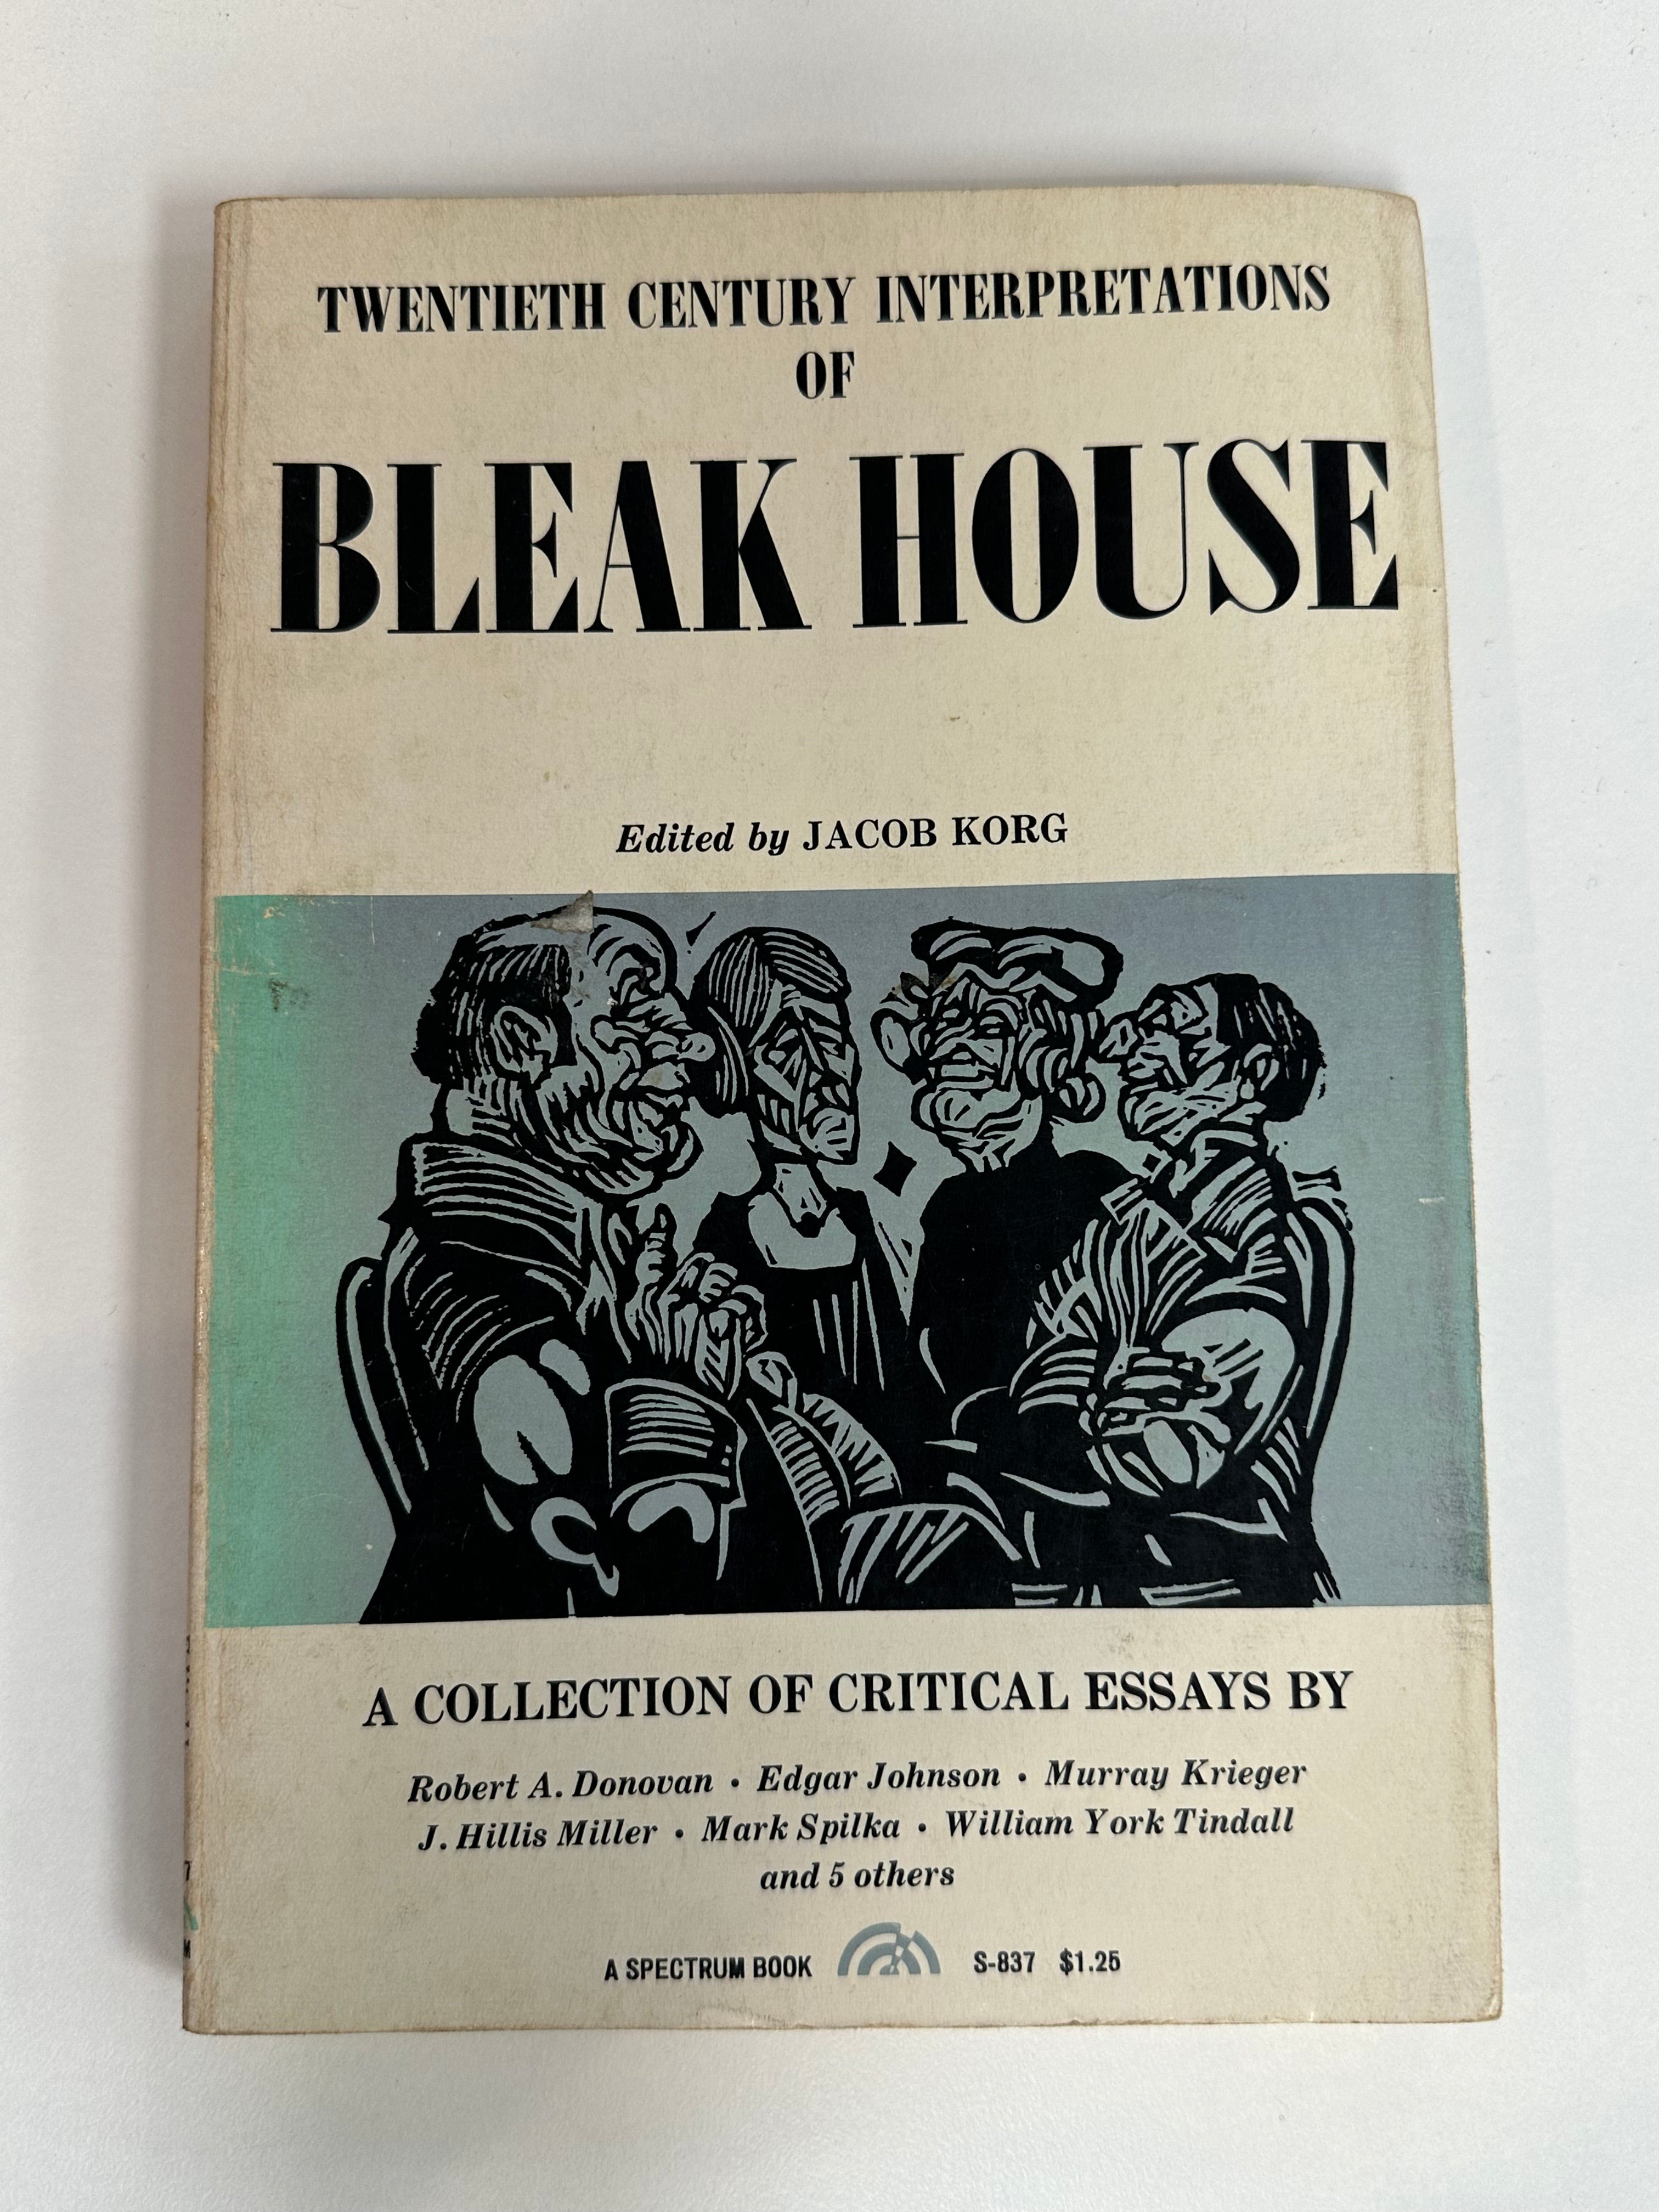 TWENTIETH CENTURY INTERPRETATIONS
OF
BLEAK HOUSE
Edited by JACOB KORG
A COLLECTION OF CRITICAL ESSAYS BY
Robert A. Donovan • Edgar Johnson • Murray Krieger
J. Hillis Miller • Mark Spilka • William York Tindall
and 5 others
A SPECTRUM BOOK S-837 $1.25